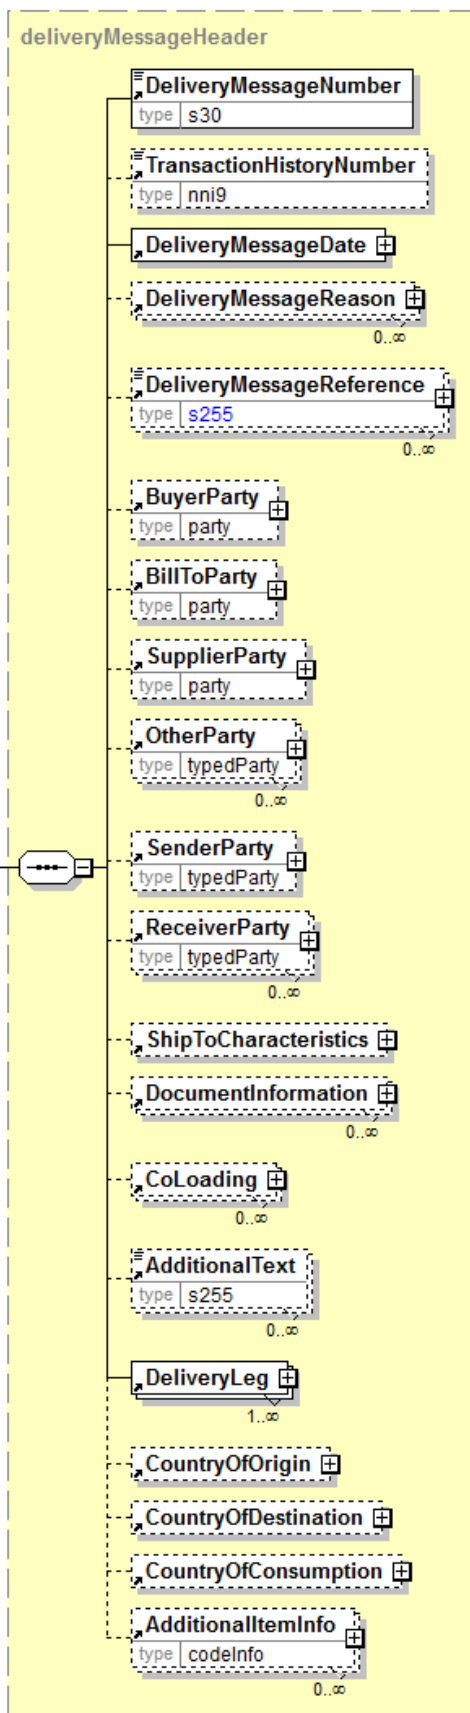 deliveryMessageHeader
DeliveryMessageNumber
type s30
TransactionHistoryNumber
type nni9
DeliveryMessageDate
DeliveryMessageReason
0..∞
DeliveryMessageReference
type s255
0..∞
BuyerParty
type party
BillToParty
type party
SupplierParty
type party
OtherParty
type typedParty
0..∞
SenderParty
type typedParty
ReceiverParty
type typedParty
0..∞
ShipToCharacteristics
DocumentInformation
0..∞
CoLoading
0..∞
AdditionalText
type s255
0..∞
DeliveryLeg
1..∞
CountryOfOrigin
CountryOfDestination
CountryOfConsumption
AdditionalItemInfo
type codeInfo
0..∞